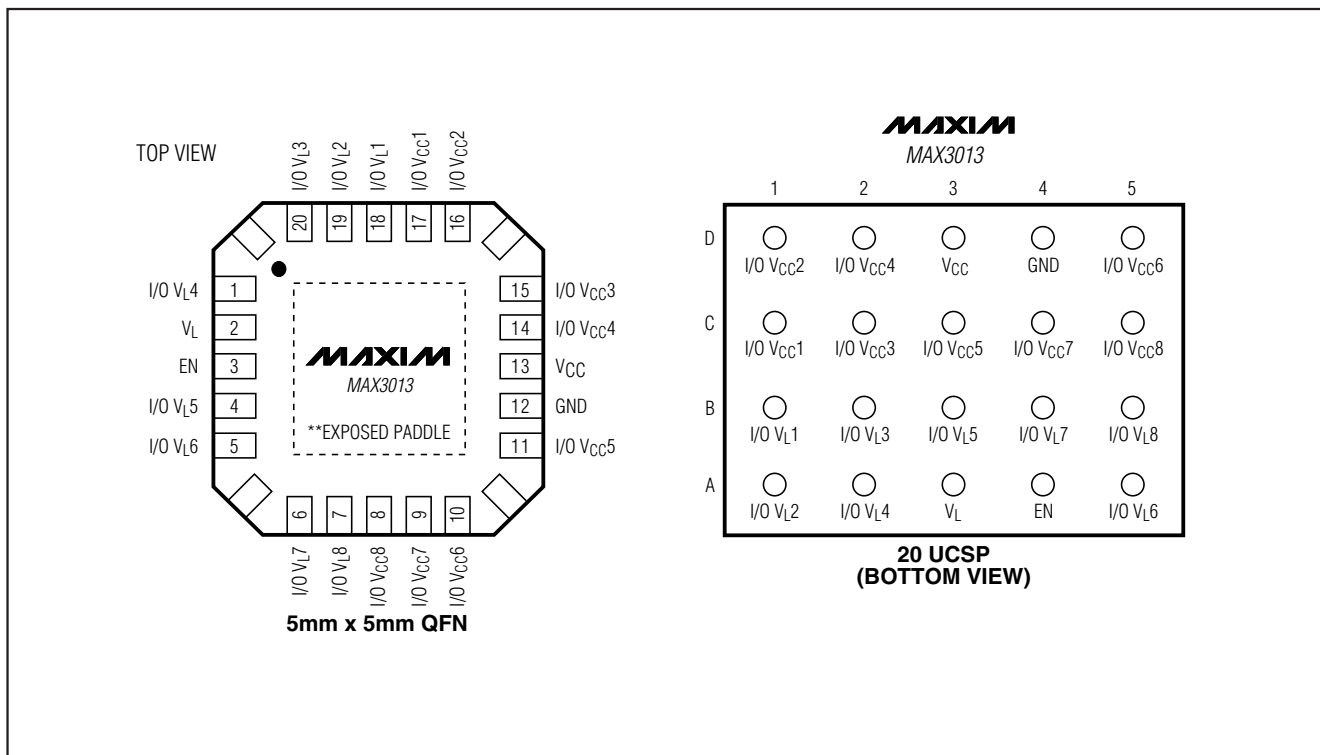 TOP VIEW
I/O VL3
I/O VL2
I/O VL1
I/O VCC1
I/O VCC2
20
19
18
17
16
I/O VL4 1
VL 2
EN 3
I/O VL5 4
I/O VL6 5
15 I/O VCC3
14 I/O VCC4
13 VCC
12 GND
11 I/O VCC5
MAXIM
MAX3013
**EXPOSED PADDLE
6
7
8
9
10
I/O VL7
I/O VL8
I/O VCC8
I/O VCC7
I/O VCC6
5mm x 5mm QFN
MAXIM
MAX3013
1 2 3 4 5
D
I/O VCC2 I/O VCC4 VCC GND I/O VCC6
C
I/O VCC1 I/O VCC3 I/O VCC5 I/O VCC7 I/O VCC8
B
I/O VL1 I/O VL3 I/O VL5 I/O VL7 I/O VL8
A
I/O VL2 I/O VL4 VL EN I/O VL6
20 UCSP
(BOTTOM VIEW)